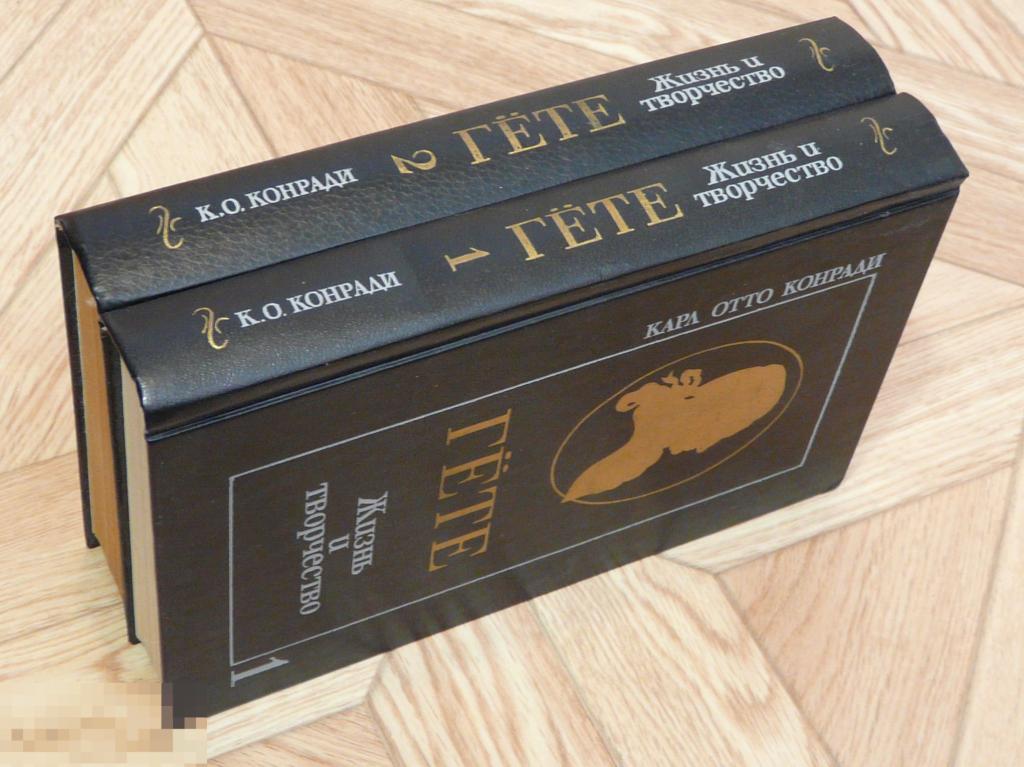 К.О. КОНРАДИ
2
ГЁТЕ
Жизнь и
творчество
К.О. КОНРАДИ
1
ГЁТЕ
Жизнь и
творчество
КАРЛ ОТТО КОНРАДИ
ГЁТЕ
Жизнь
и
творчество
1